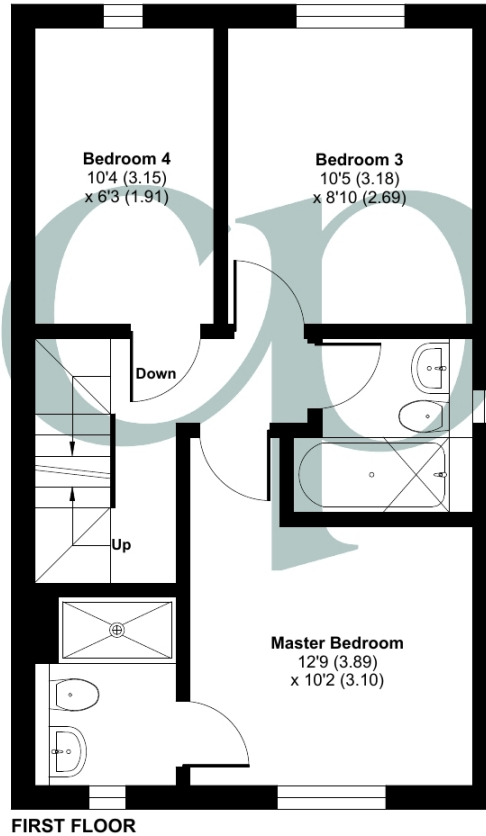 Bedroom 4
10'4 (3.15)
x 6'3 (1.91)
Bedroom 3
10'5 (3.18)
x 8'10 (2.69)
Down
Up
Master Bedroom
12'9 (3.89)
x 10'2 (3.10)
FIRST FLOOR
cp